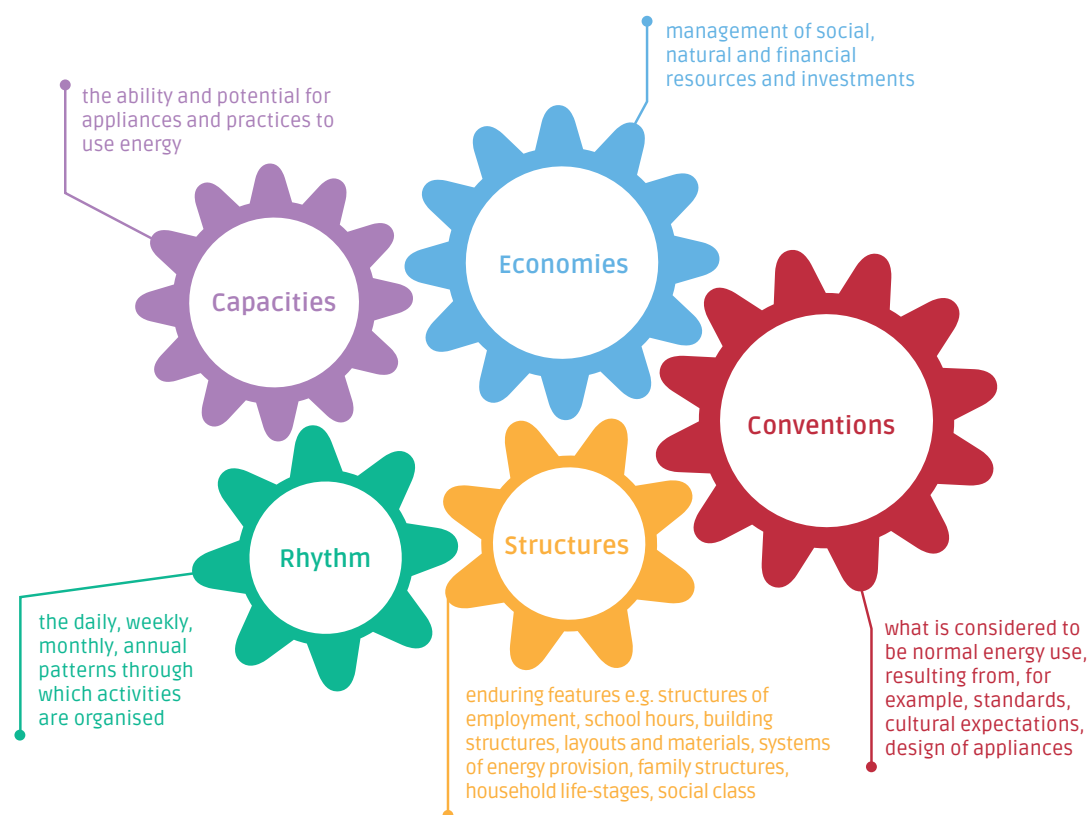 management of social,
natural and financial
resources and investments
the ability and potential for
appliances and practices to
use energy
Economies
Capacities
Conventions
Rhythm
Structures
the daily, weekly,
monthly, annual
patterns through
which activities
are organised
what is considered to
be normal energy use,
resulting from, for
example, standards,
cultural expectations,
design of appliances
enduring features e.g. structures of
employment, school hours, building
structures, layouts and materials, systems
of energy provision, family structures,
household life-stages, social class